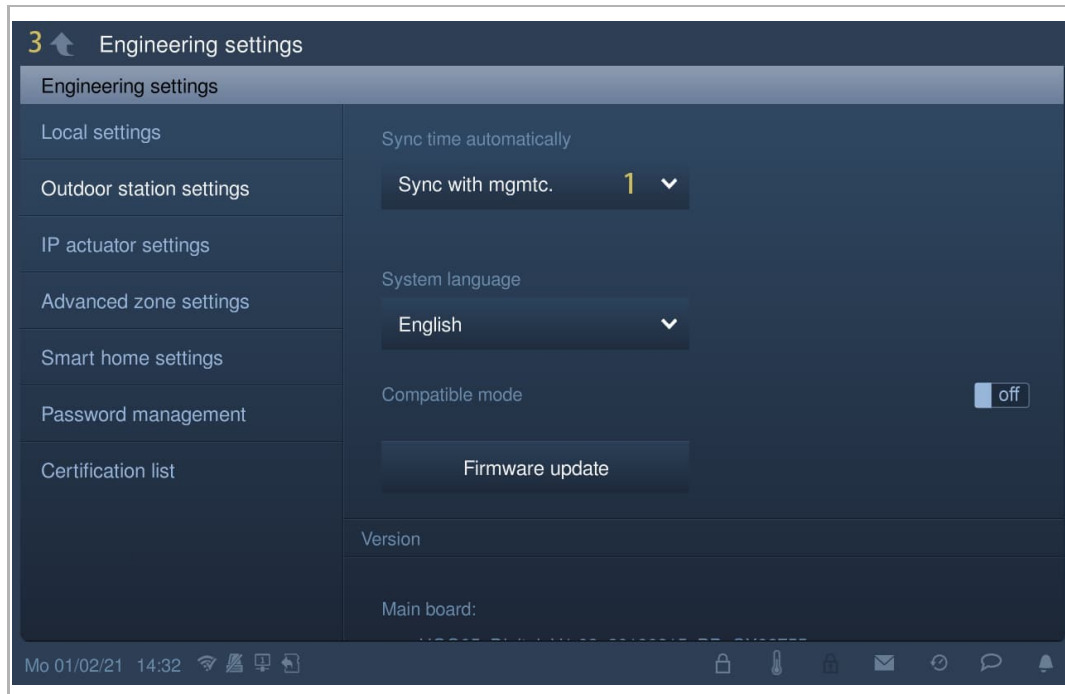 3 Engineering settings
Engineering settings
Local settings
Outdoor station settings
IP actuator settings
Advanced zone settings
Smart home settings
Password management
Certification list
Sync time automatically
Sync with mgmtc. 1
System language
English
Compatible mode
off
Firmware update
Version
Main board:
Mo 01/02/21 14:32